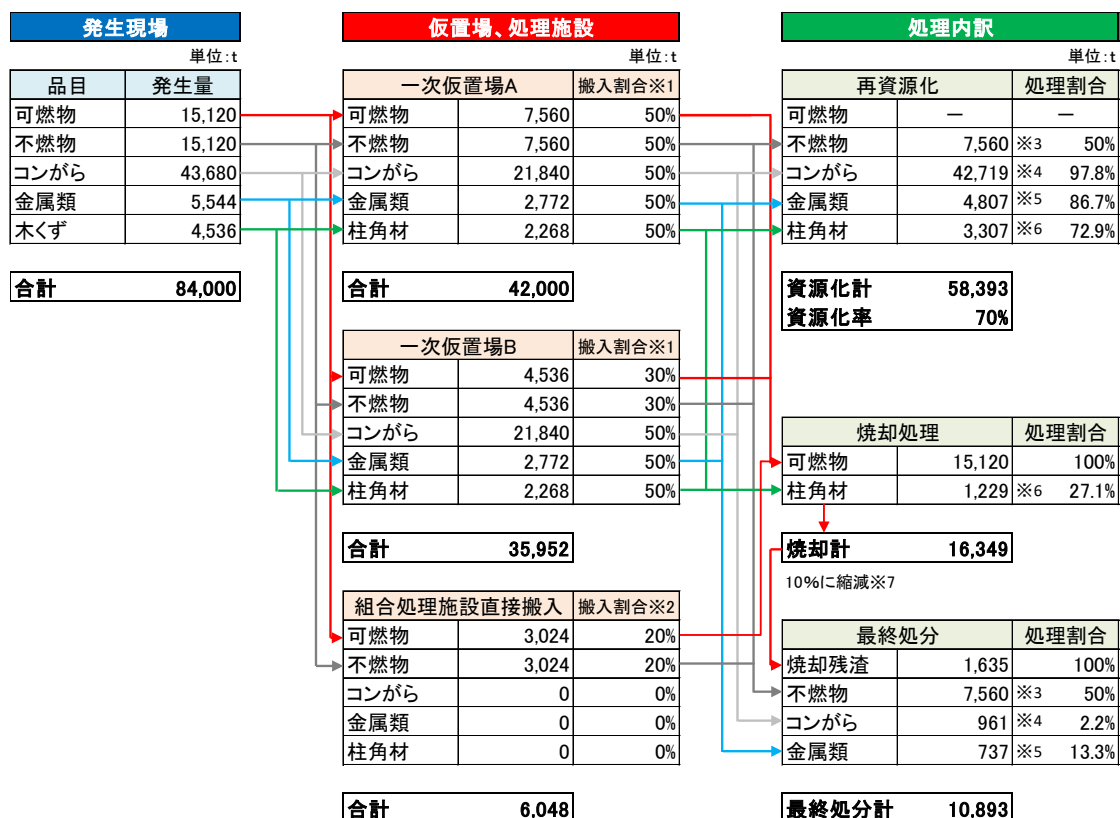 発生現場
単位:t
品目 発生量
可燃物 15,120
不燃物 15,120
コンがら 43,680
金属類 5,544
木くず 4,536
合計 84,000
仮置場、処理施設
単位:t
一次仮置場A 搬入割合※1
可燃物 7,560 50%
不燃物 7,560 50%
コンがら 21,840 50%
金属類 2,772 50%
柱角材 2,268 50%
合計 42,000
一次仮置場B 搬入割合※1
可燃物 4,536 30%
不燃物 4,536 30%
コンがら 21,840 50%
金属類 2,772 50%
柱角材 2,268 50%
合計 35,952
組合処理施設直接搬入 搬入割合※2
可燃物 3,024 20%
不燃物 3,024 20%
コンがら 0 0%
金属類 0 0%
柱角材 0 0%
合計 6,048
処理内訳
単位:t
再資源化 処理割合
可燃物 － －
不燃物 7,560 ※3 50%
コンがら 42,719 ※4 97.8%
金属類 4,807 ※5 86.7%
柱角材 3,307 ※6 72.9%
資源化計 58,393
資源化率 70%
焼却処理 処理割合
可燃物 15,120 100%
柱角材 1,229 ※6 27.1%
焼却計 16,349
10%に縮減※7
最終処分 処理割合
焼却残渣 1,635 100%
不燃物 7,560 ※3 50%
コンがら 961 ※4 2.2%
金属類 737 ※5 13.3%
最終処分計 10,893